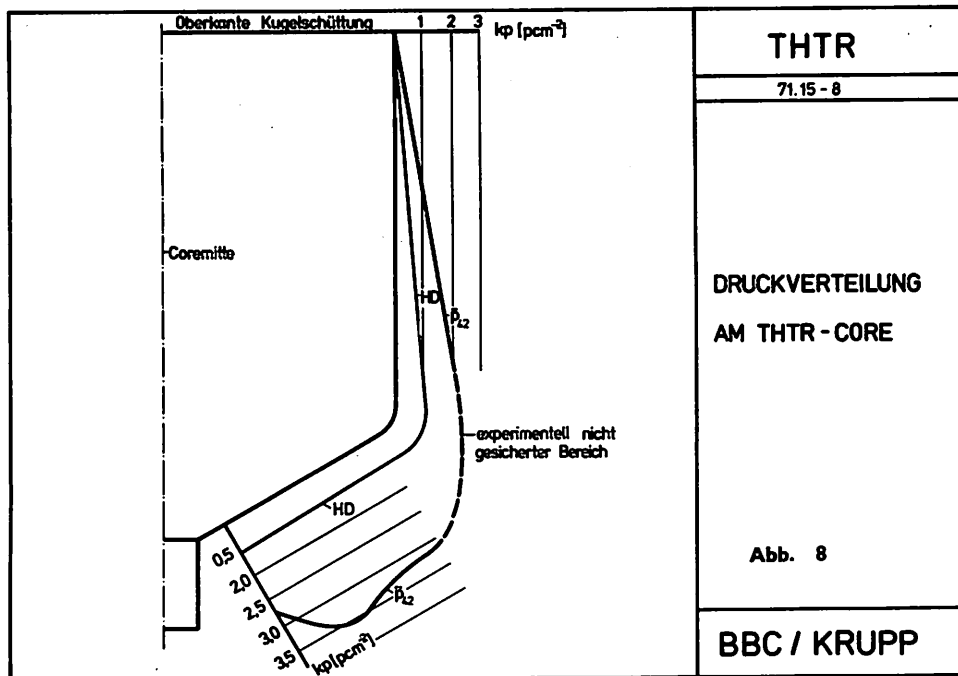 Oberkante Kugelschüttung 1 2 3 kp [pcm⁻²]
Coremitte
HD
p̄₄₂
experimentell nicht
gesicherter Bereich
HD
0,5
2,0
2,5
3,0
3,5
p̄₄₂
kp[pcm⁻²]
THTR
71.15 - 8
DRUCKVERTEILUNG
AM THTR - CORE
Abb. 8
BBC / KRUPP